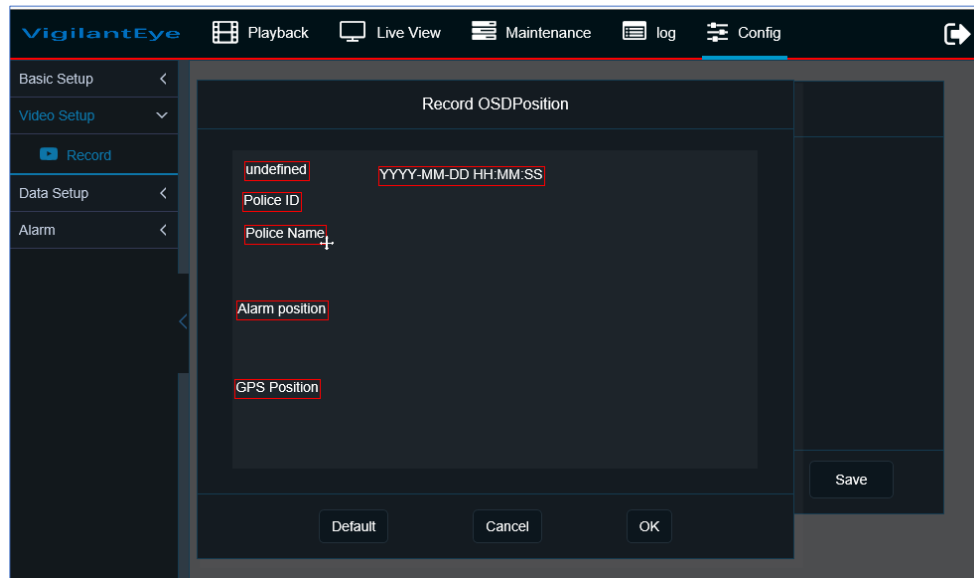 VigilantEye Playback Live View Maintenance log Config
Basic Setup
Video Setup
Record
Data Setup
Alarm
Record OSDPosition
undefined
YYYY-MM-DD HH:MM:SS
Police ID
Police Name
Alarm position
GPS Position
Save
Default Cancel OK